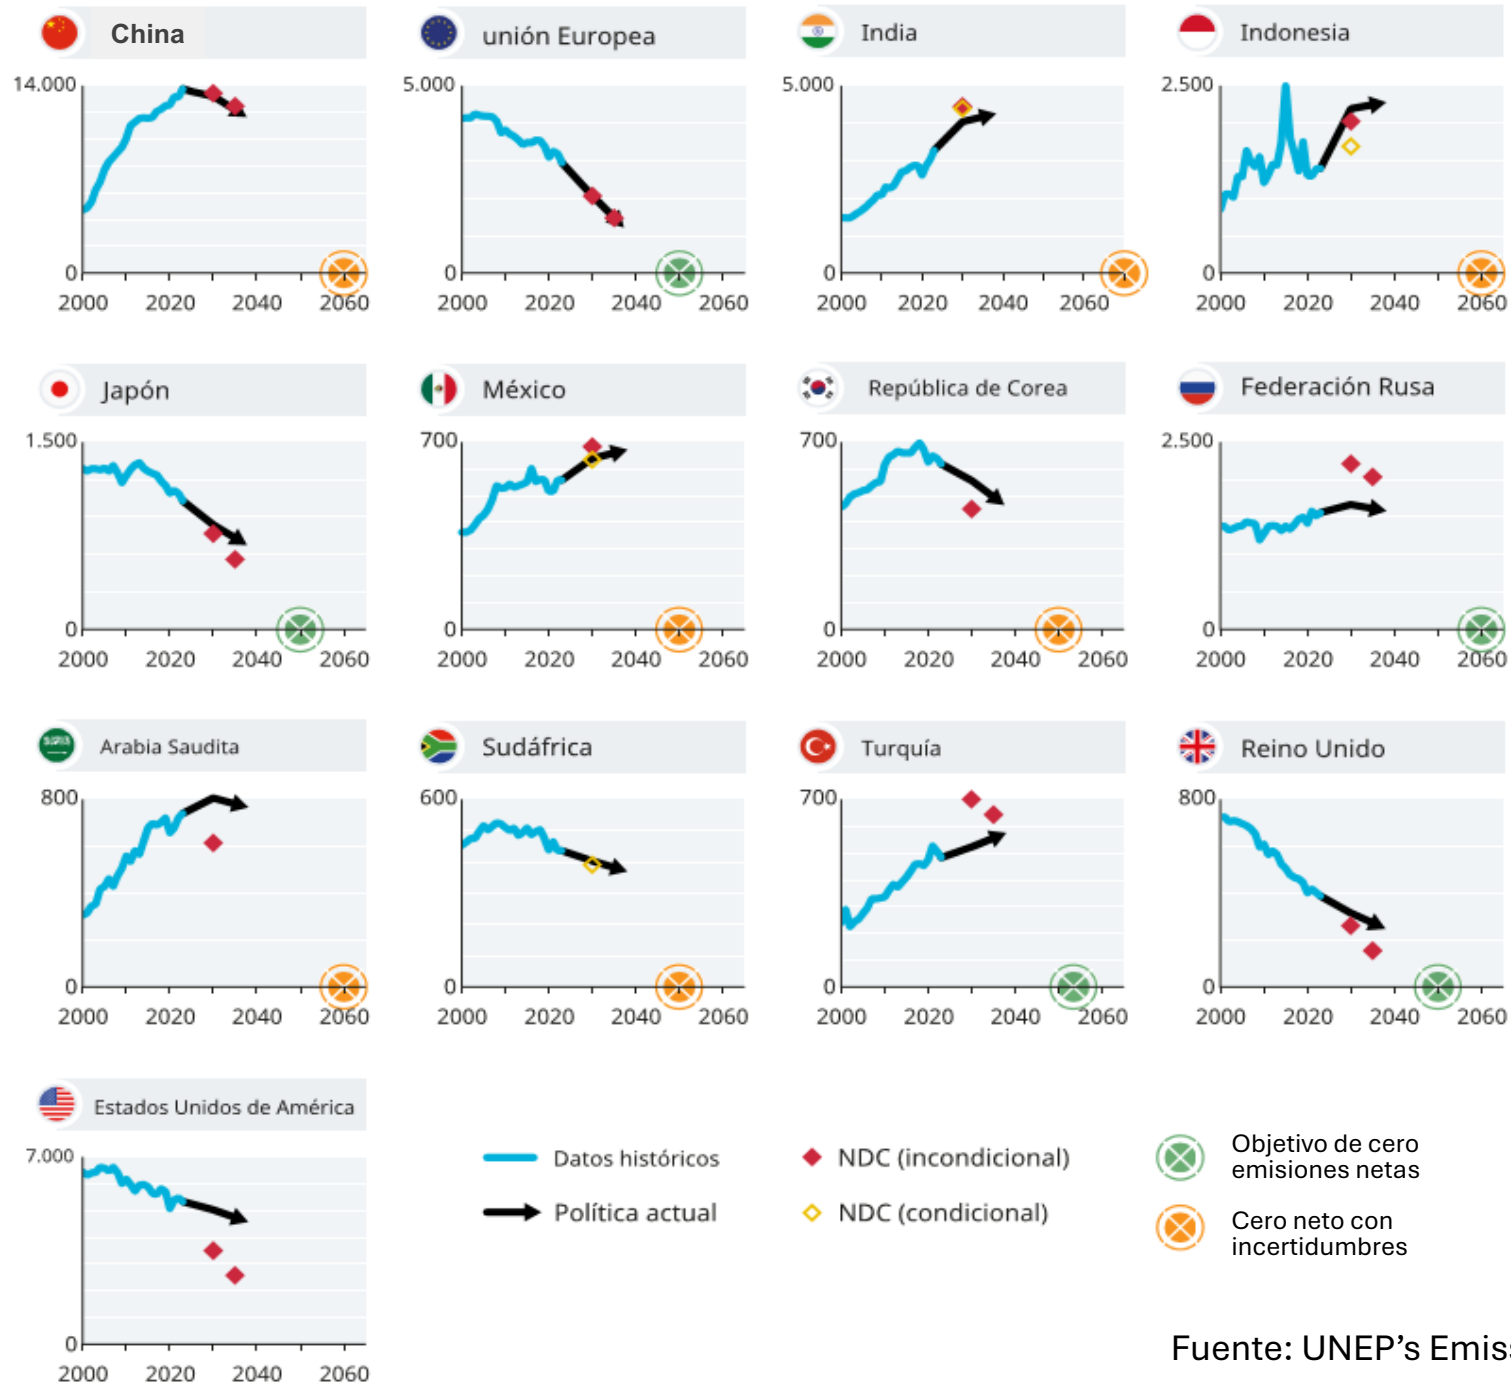 China
14.000
0
2000 2020 2040 2060
unión Europea
5.000
0
2000 2020 2040 2060
India
5.000
0
2000 2020 2040 2060
Indonesia
2.500
0
2000 2020 2040 2060
Japón
1.500
0
2000 2020 2040 2060
México
700
0
2000 2020 2040 2060
República de Corea
700
0
2000 2020 2040 2060
Federación Rusa
2.500
0
2000 2020 2040 2060
Arabia Saudita
800
0
2000 2020 2040 2060
Sudáfrica
600
0
2000 2020 2040 2060
Turquía
700
0
2000 2020 2040 2060
Reino Unido
800
0
2000 2020 2040 2060
Estados Unidos de América
7.000
0
2000 2020 2040 2060
Datos históricos
Política actual
NDC (incondicional)
NDC (condicional)
Objetivo de cero
emisiones netas
Cero neto con
incertidumbres
Fuente: UNEP's Emiss